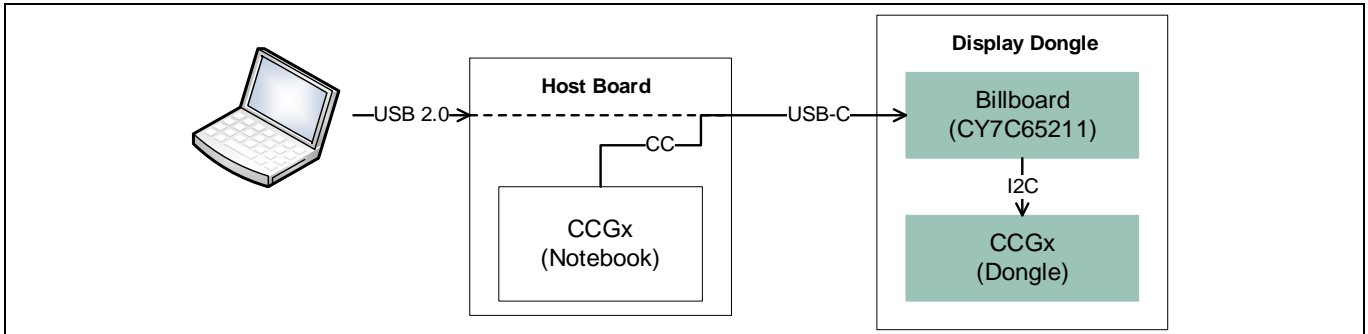 Display Dongle
Host Board
Billboard
(CY7C65211)
USB 2.0
USB-C
CC
I2C
CCGx
(Notebook)
CCGx
(Dongle)